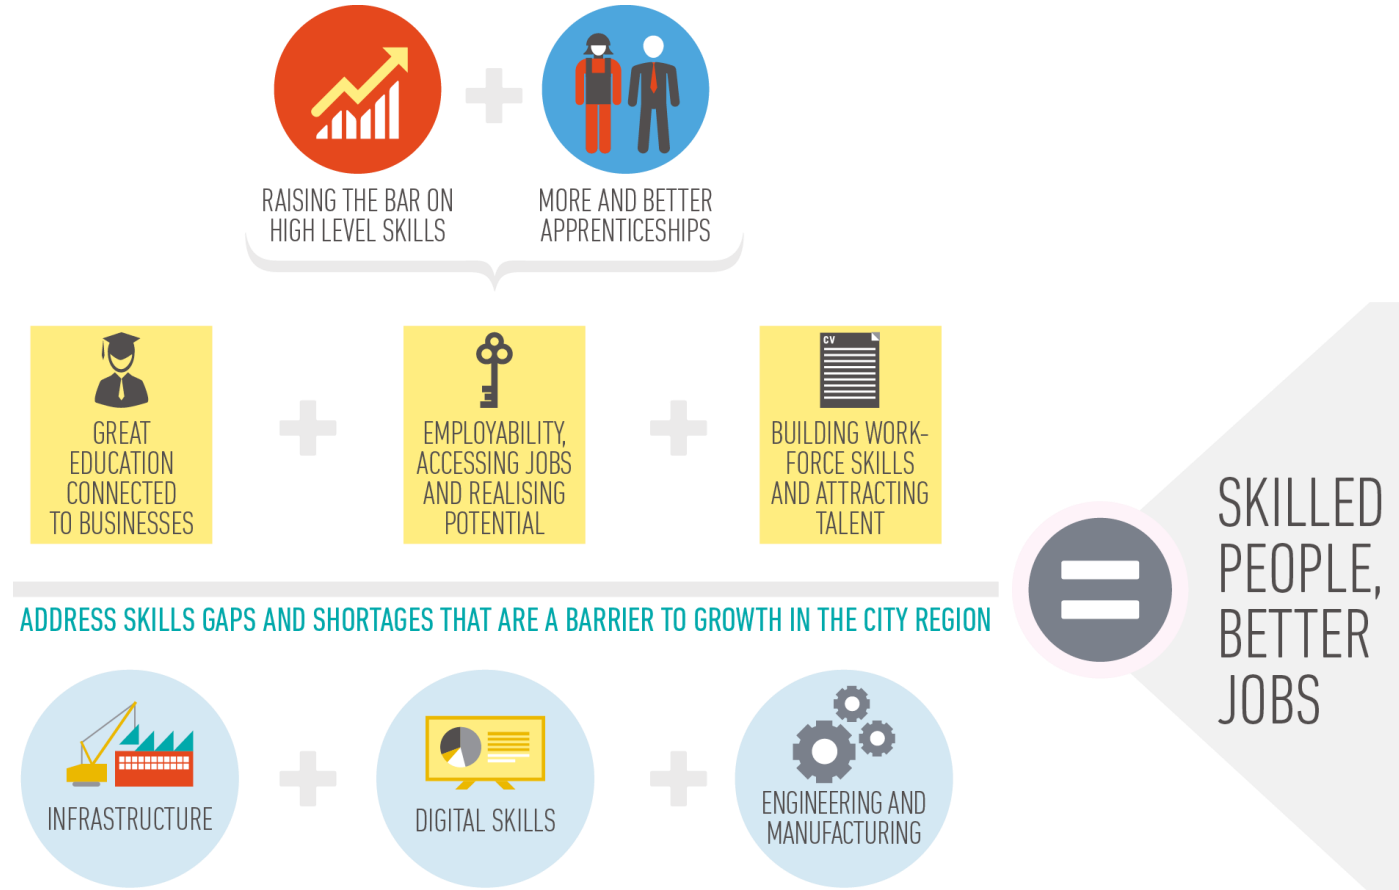 RAISING THE BAR ON
HIGH LEVEL SKILLS
MORE AND BETTER
APPRENTICESHIPS
GREAT
EDUCATION
CONNECTED
TO BUSINESSES
EMPLOYABILITY,
ACCESSING JOBS
AND REALISING
POTENTIAL
CV
BUILDING WORK-
FORCE SKILLS
AND ATTRACTING
TALENT
ADDRESS SKILLS GAPS AND SHORTAGES THAT ARE A BARRIER TO GROWTH IN THE CITY REGION
INFRASTRUCTURE
DIGITAL SKILLS
ENGINEERING AND
MANUFACTURING
SKILLED
PEOPLE,
BETTER
JOBS